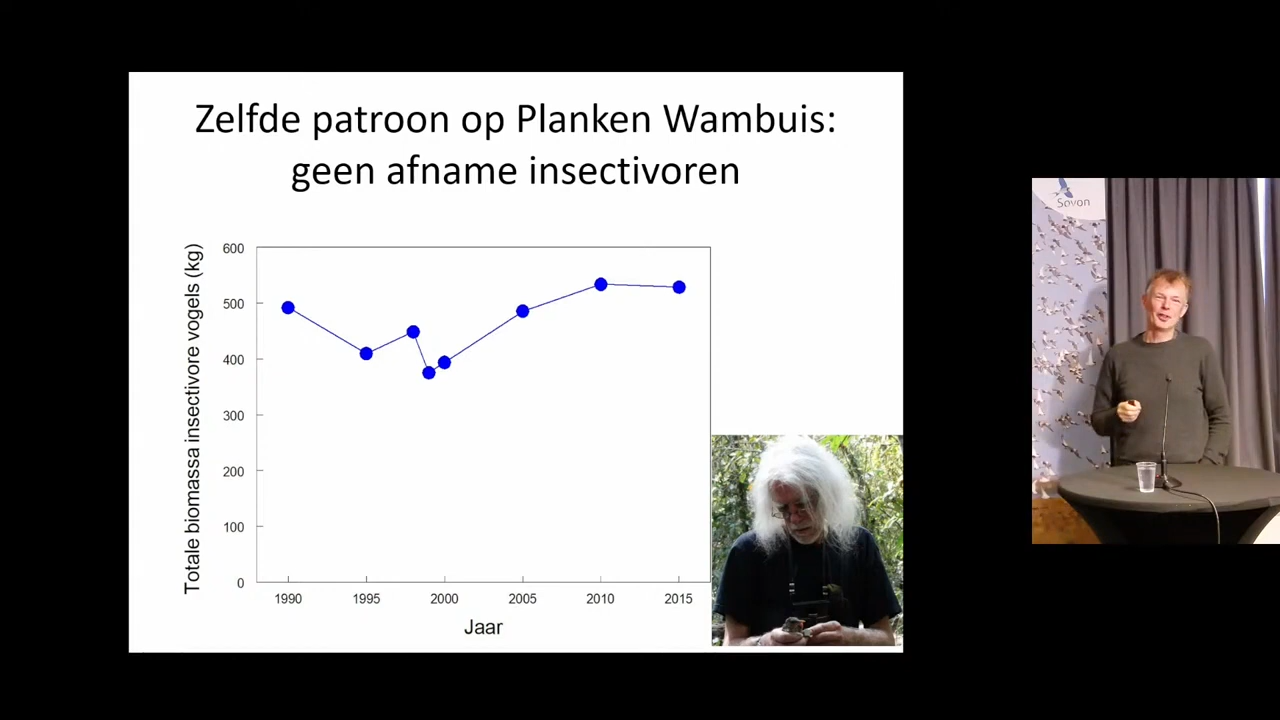 Zelfde patroon op Planken Wambuis:
geen afname insectivoren
Totale biomassa insectivore vogels (kg)
600
500
400
300
200
100
0
1990
1995
2000
2005
2010
2015
Jaar
Sovon